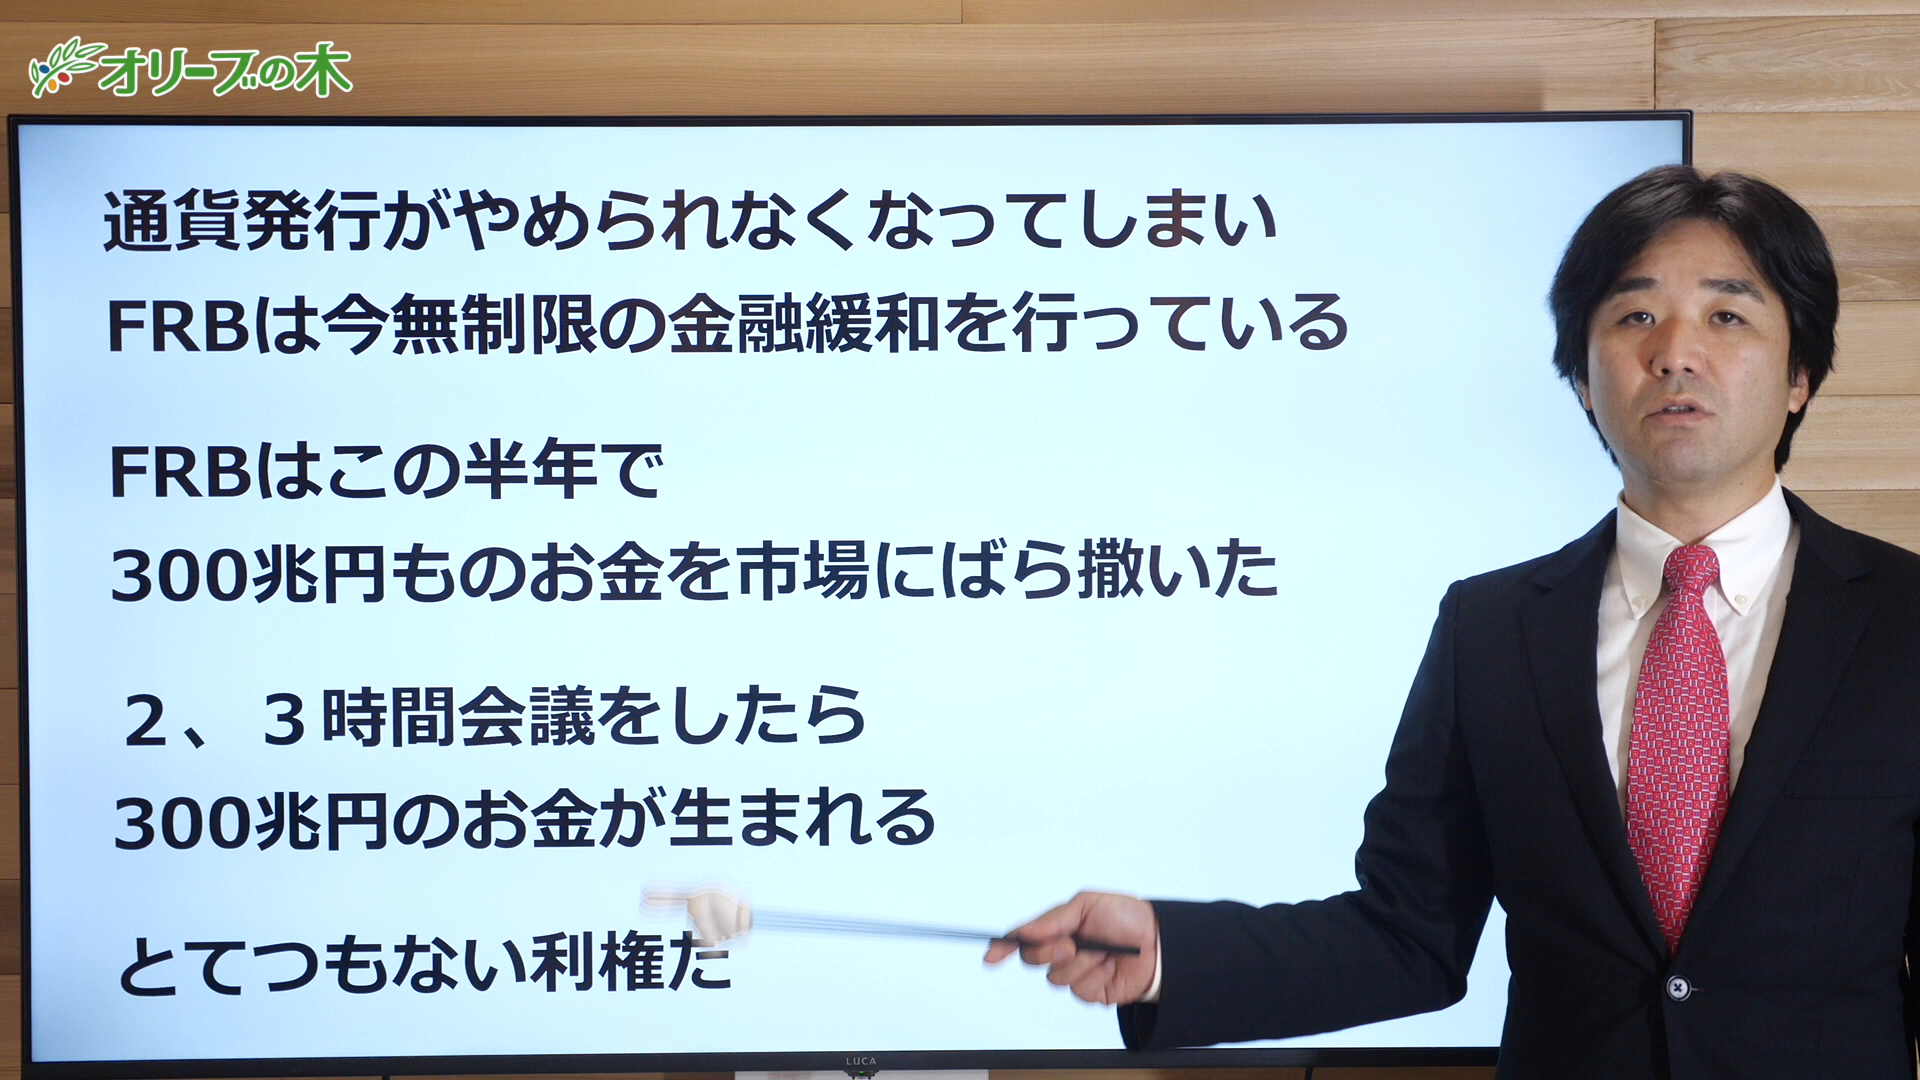 オリーブの木
通貨発行がやめられなくなってしまい
FRBは今無制限の金融緩和を行っている
FRBはこの半年で
300兆円ものお金を市場にばら撒いた
２、３時間会議をしたら
300兆円のお金が生まれる
とてつもない利権だ
LUCA